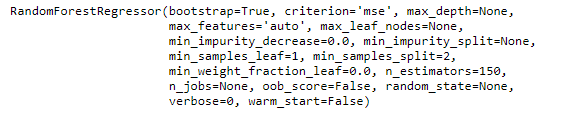 RandomForestRegressor(bootstrap=True, criterion='mse', max_depth=None,
max_features='auto', max_leaf_nodes=None,
min_impurity_decrease=0.0, min_impurity_split=None,
min_samples_leaf=1, min_samples_split=2,
min_weight_fraction_leaf=0.0, n_estimators=150,
n_jobs=None, oob_score=False, random_state=None,
verbose=0, warm_start=False)